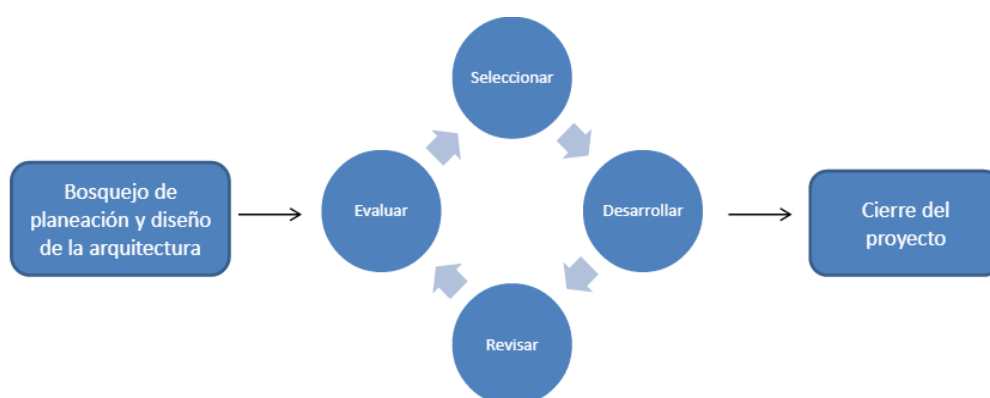 Seleccionar
Bosquejo de
planeación y diseño
de la arquitectura
Evaluar
Desarrollar
Cierre del
proyecto
Revisar